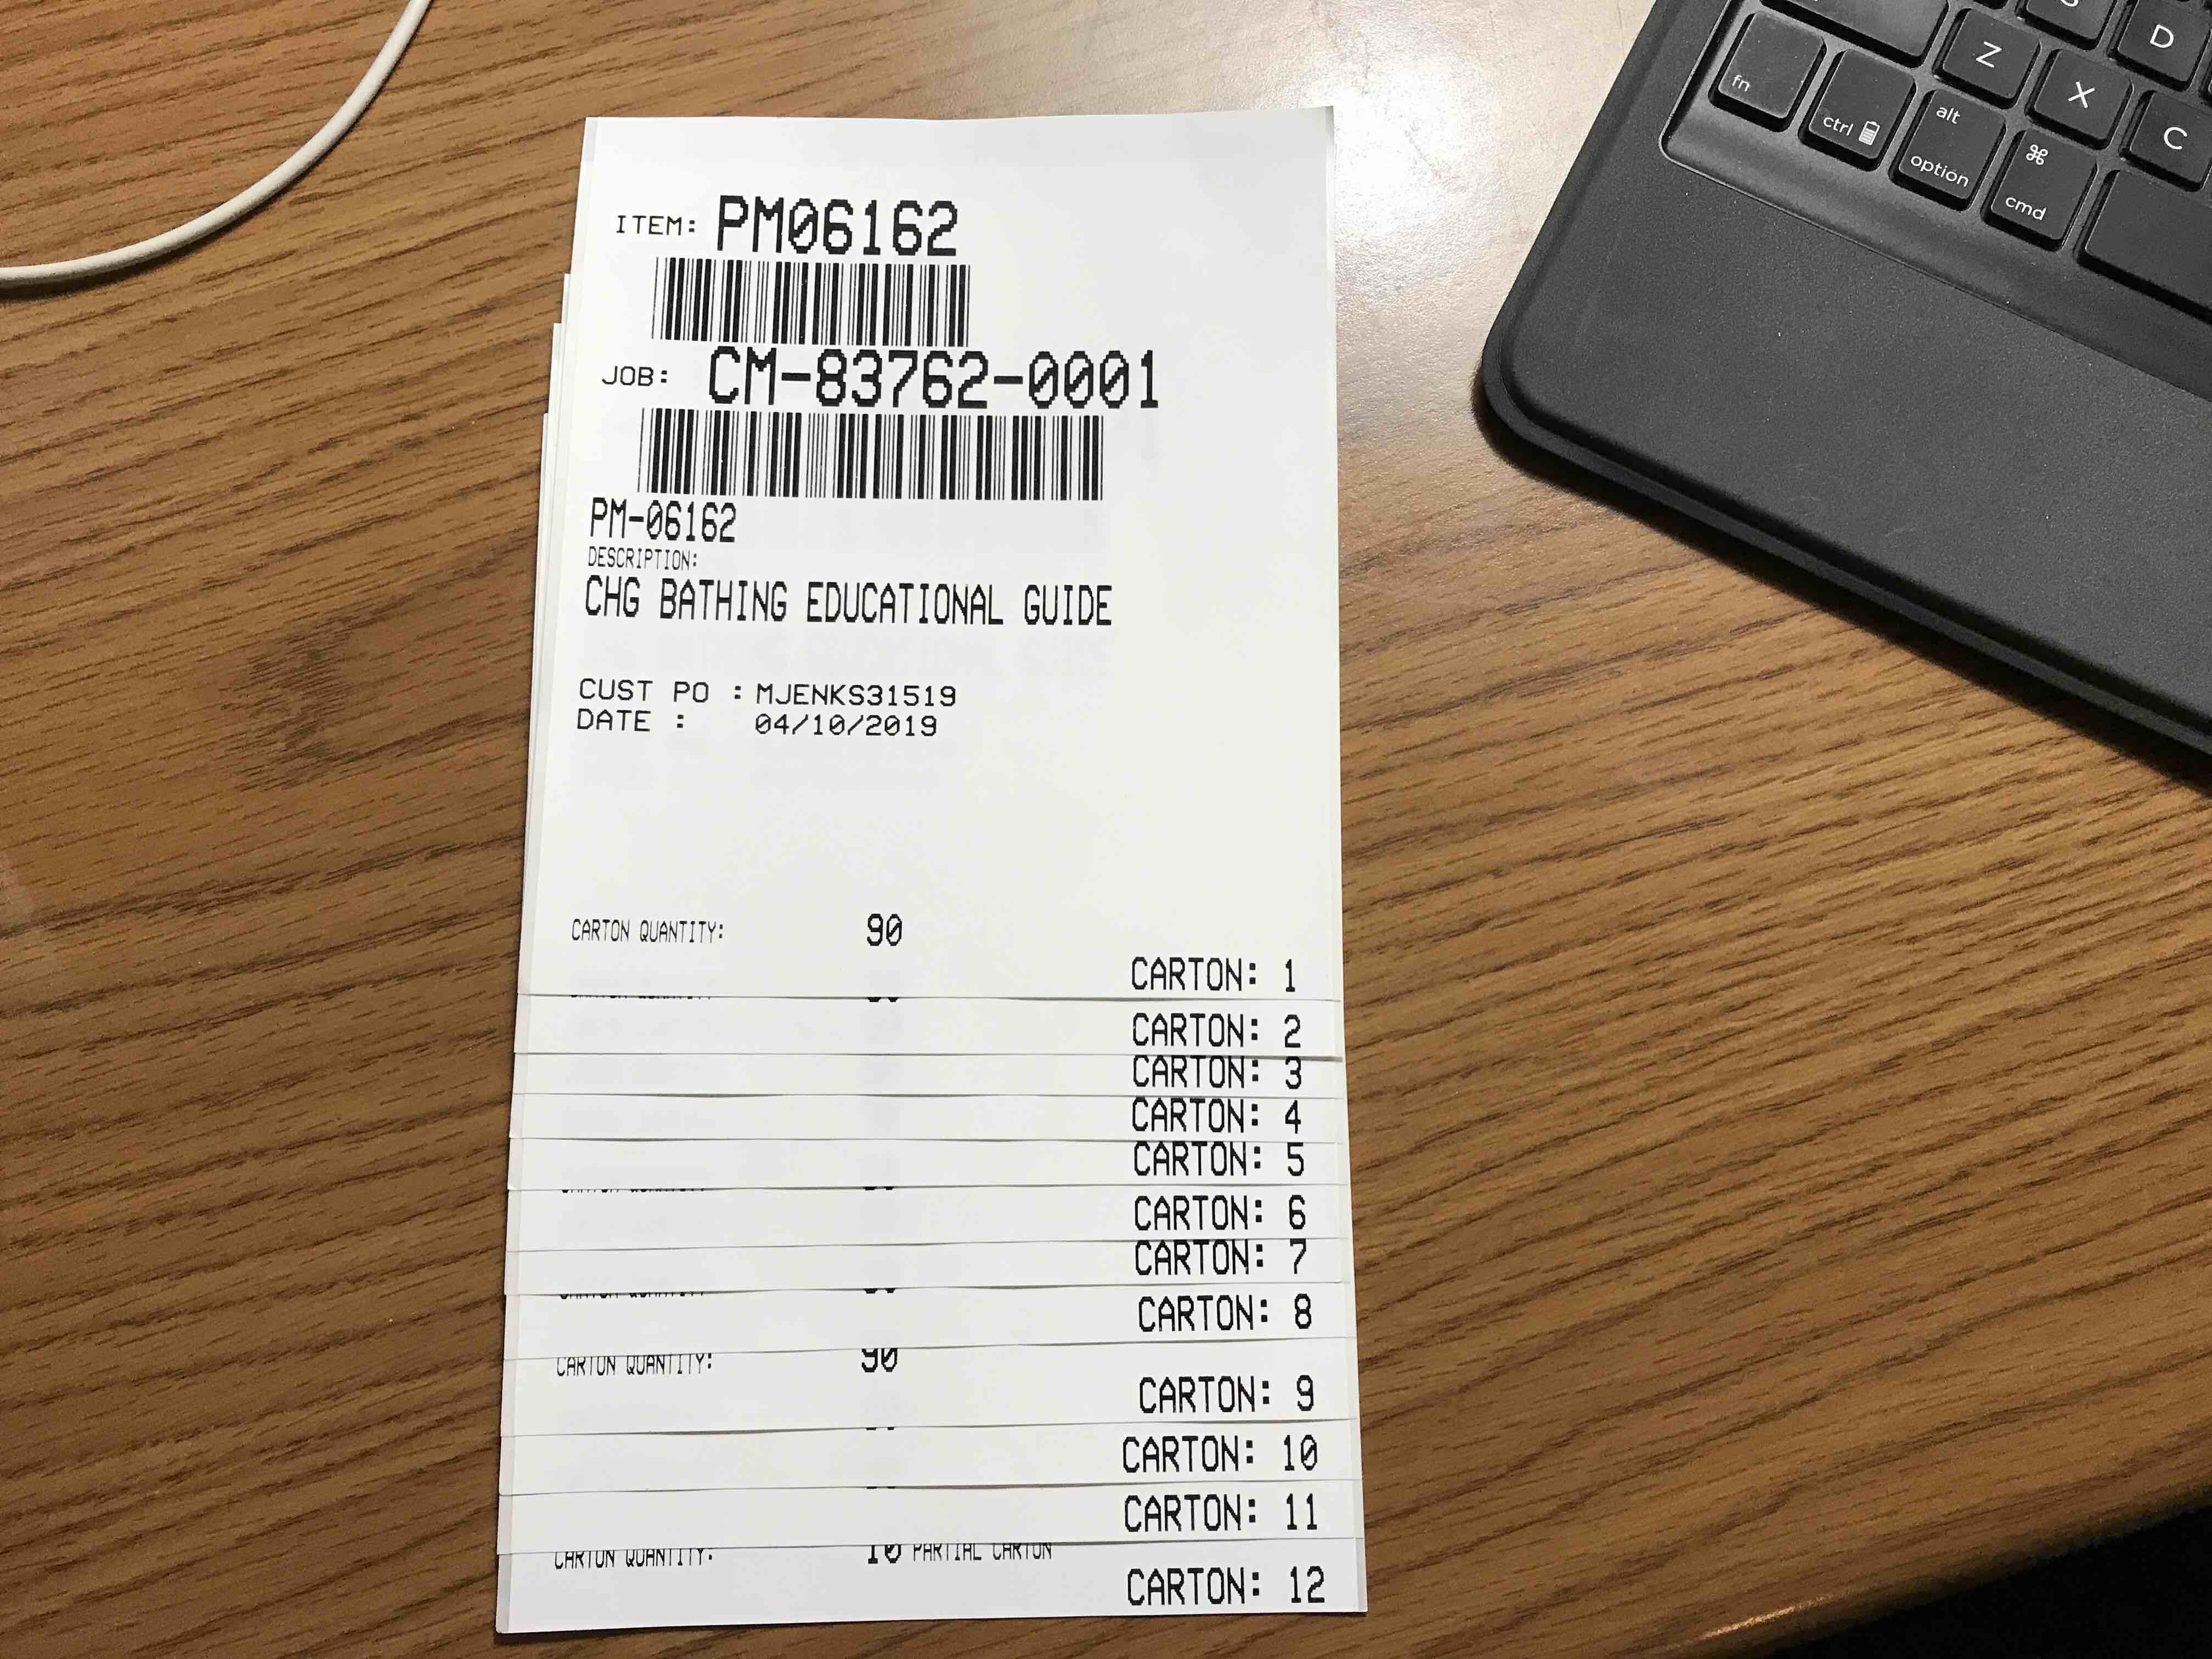 ITEM: PM06162
JOB: CM-83762-0001
PM-06162
DESCRIPTION:
CHG BATHING EDUCATIONAL GUIDE
CUST PO : MJENKS31519
DATE : 04/10/2019
CARTON QUANTITY: 90
CARTON: 1
CARTON: 2
CARTON: 3
CARTON: 4
CARTON: 5
CARTON: 6
CARTON: 7
CARTON: 8
CARTON QUANTITY: 90
CARTON: 9
CARTON: 10
CARTON: 11
CARTON QUANTITY: 10 PARTIAL CARTON
CARTON: 12
D
Z
X
C
fn
ctrl
alt
option
⌘
cmd